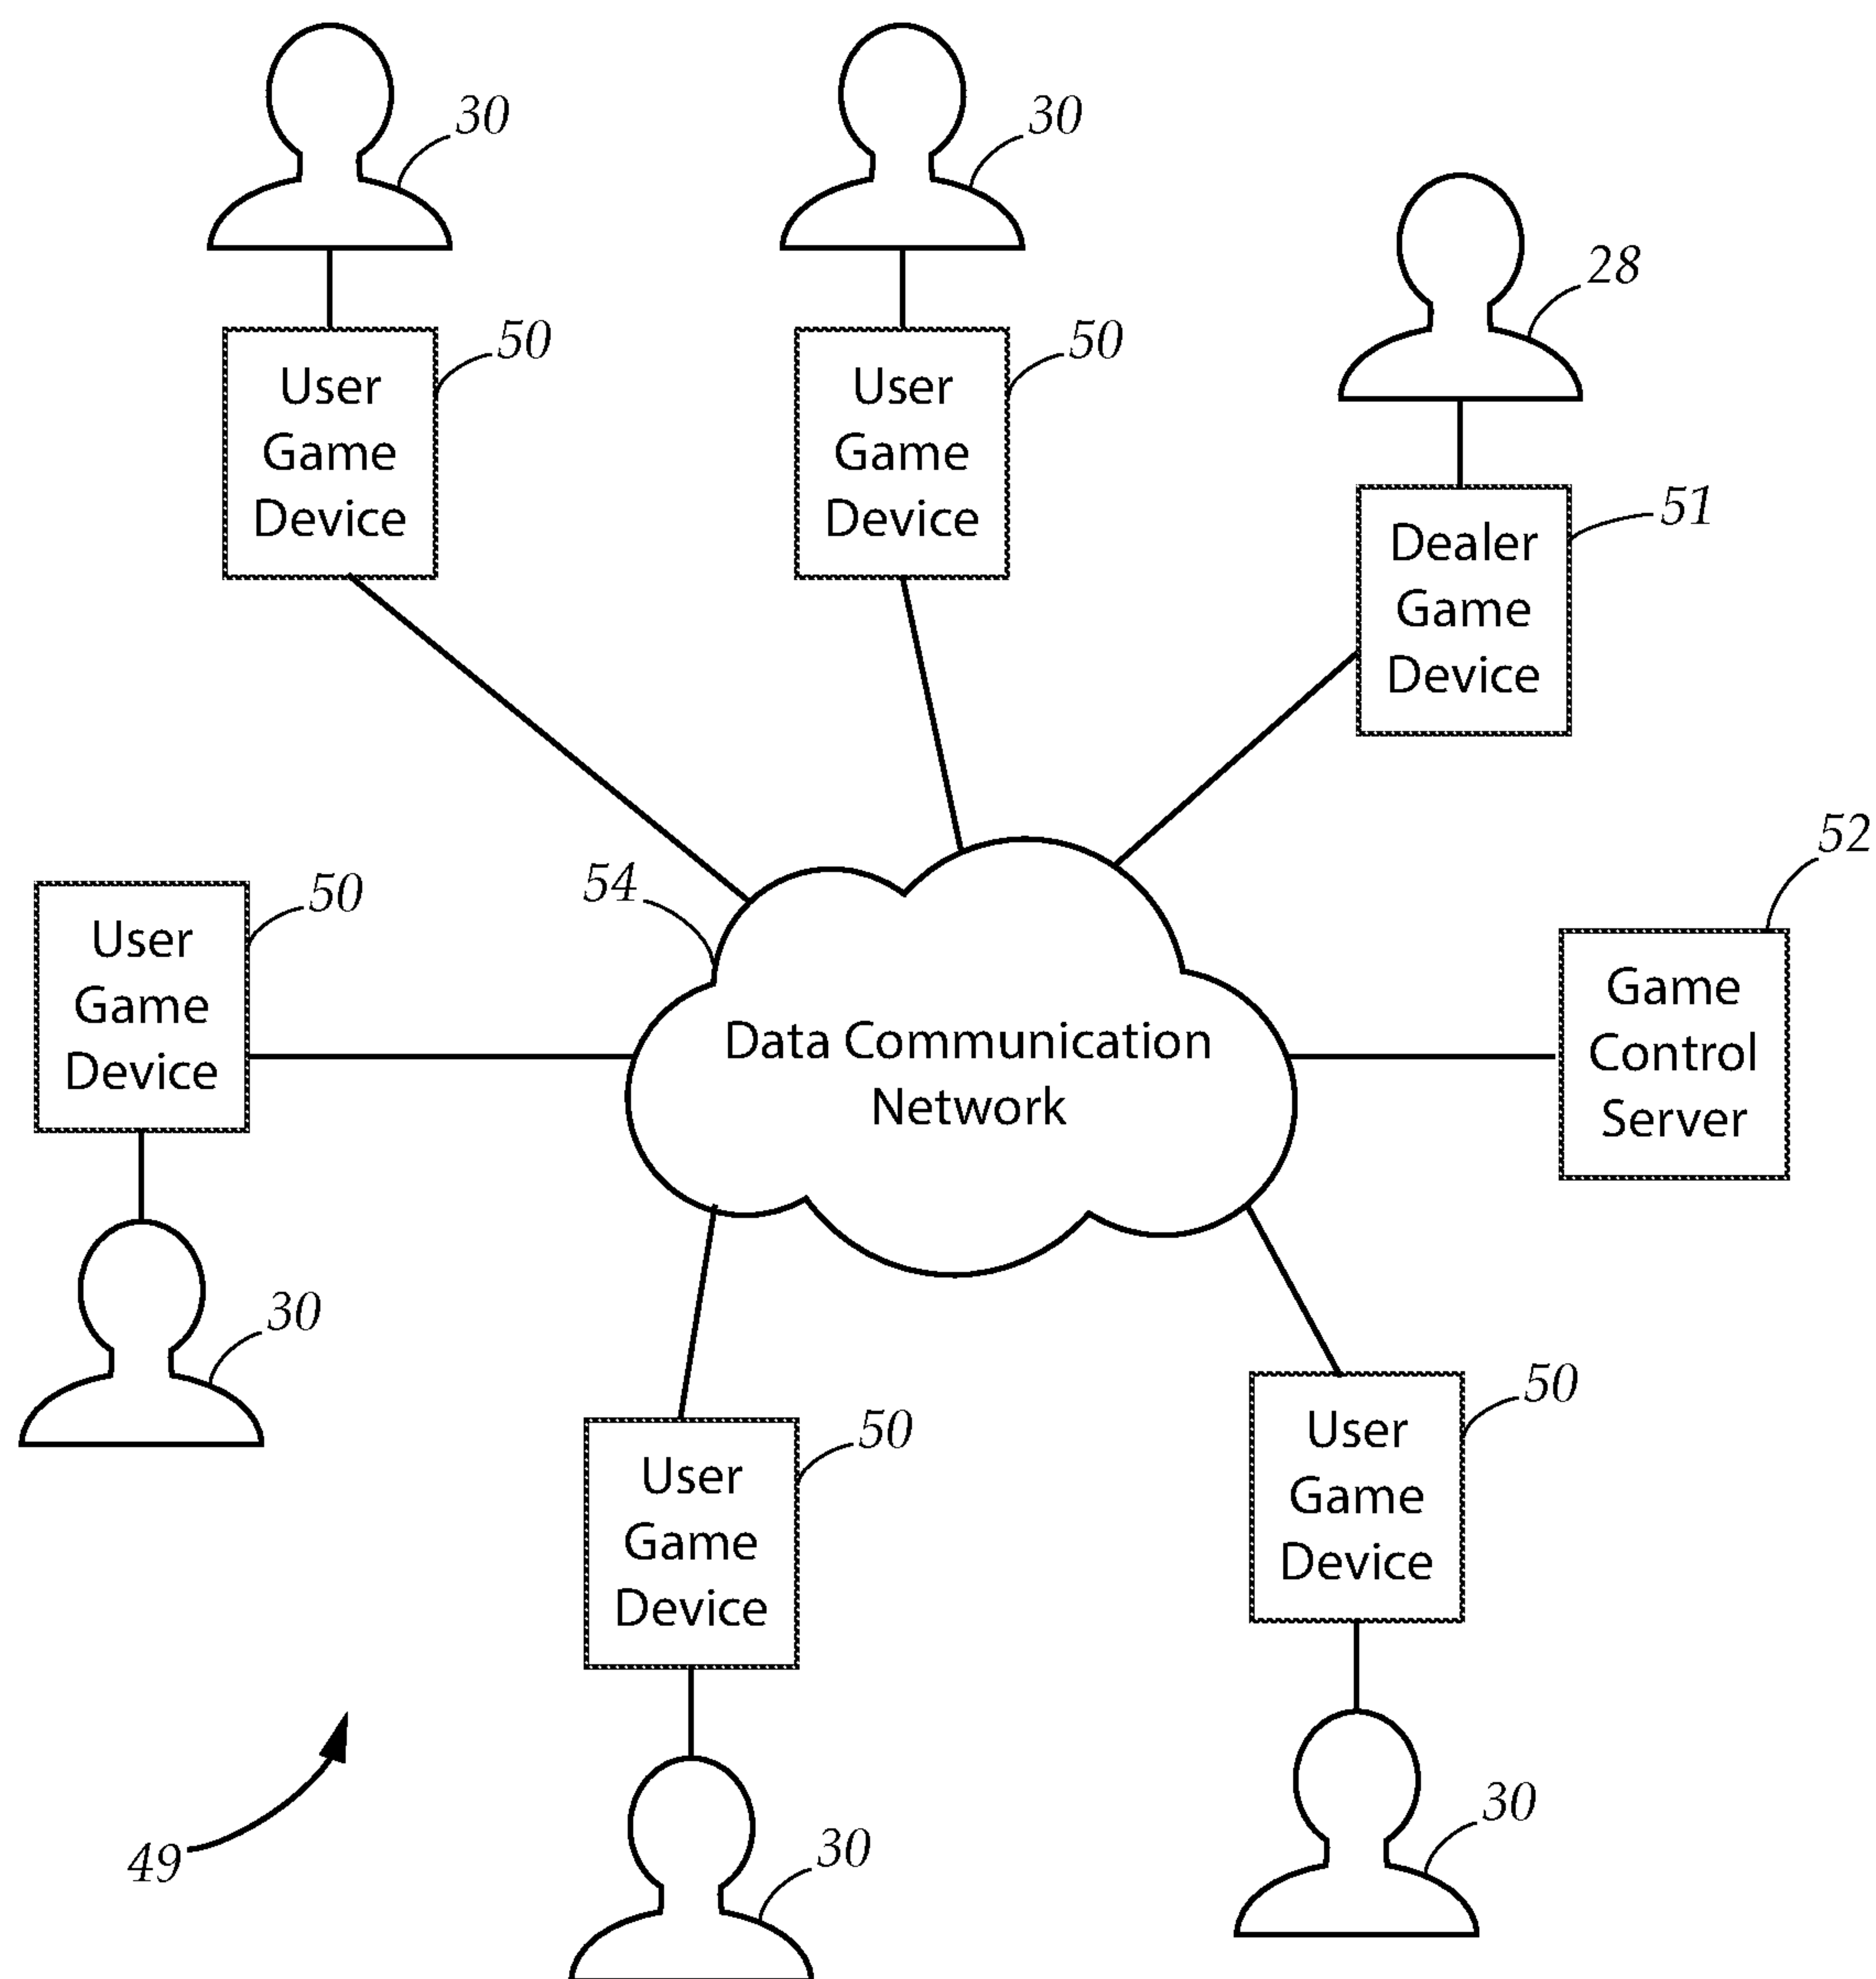 30
30
28
User
Game
Device
50
User
Game
Device
50
Dealer
Game
Device
51
52
54
User
Game
Device
50
Data Communication
Network
Game
Control
Server
30
User
Game
Device
50
User
Game
Device
50
49
30
30